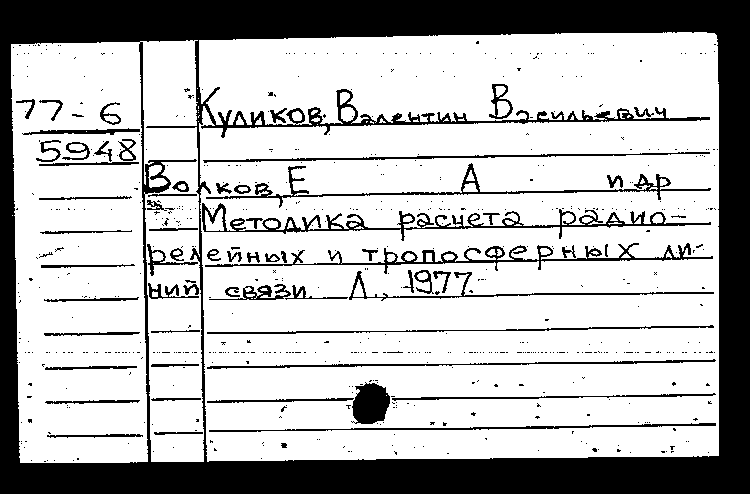 77-6 Куликов, Валентин Васильевич
5948
Волков, Е А и др
Методика расчета радио-
релейных и тропосферных ли-
ний связи. Л., 1977.